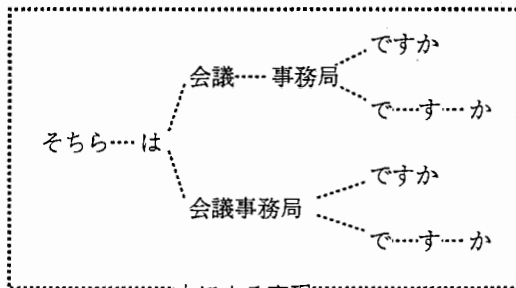 ですか
会議 事務局
で す か
そちら は
ですか
会議事務局
で す か